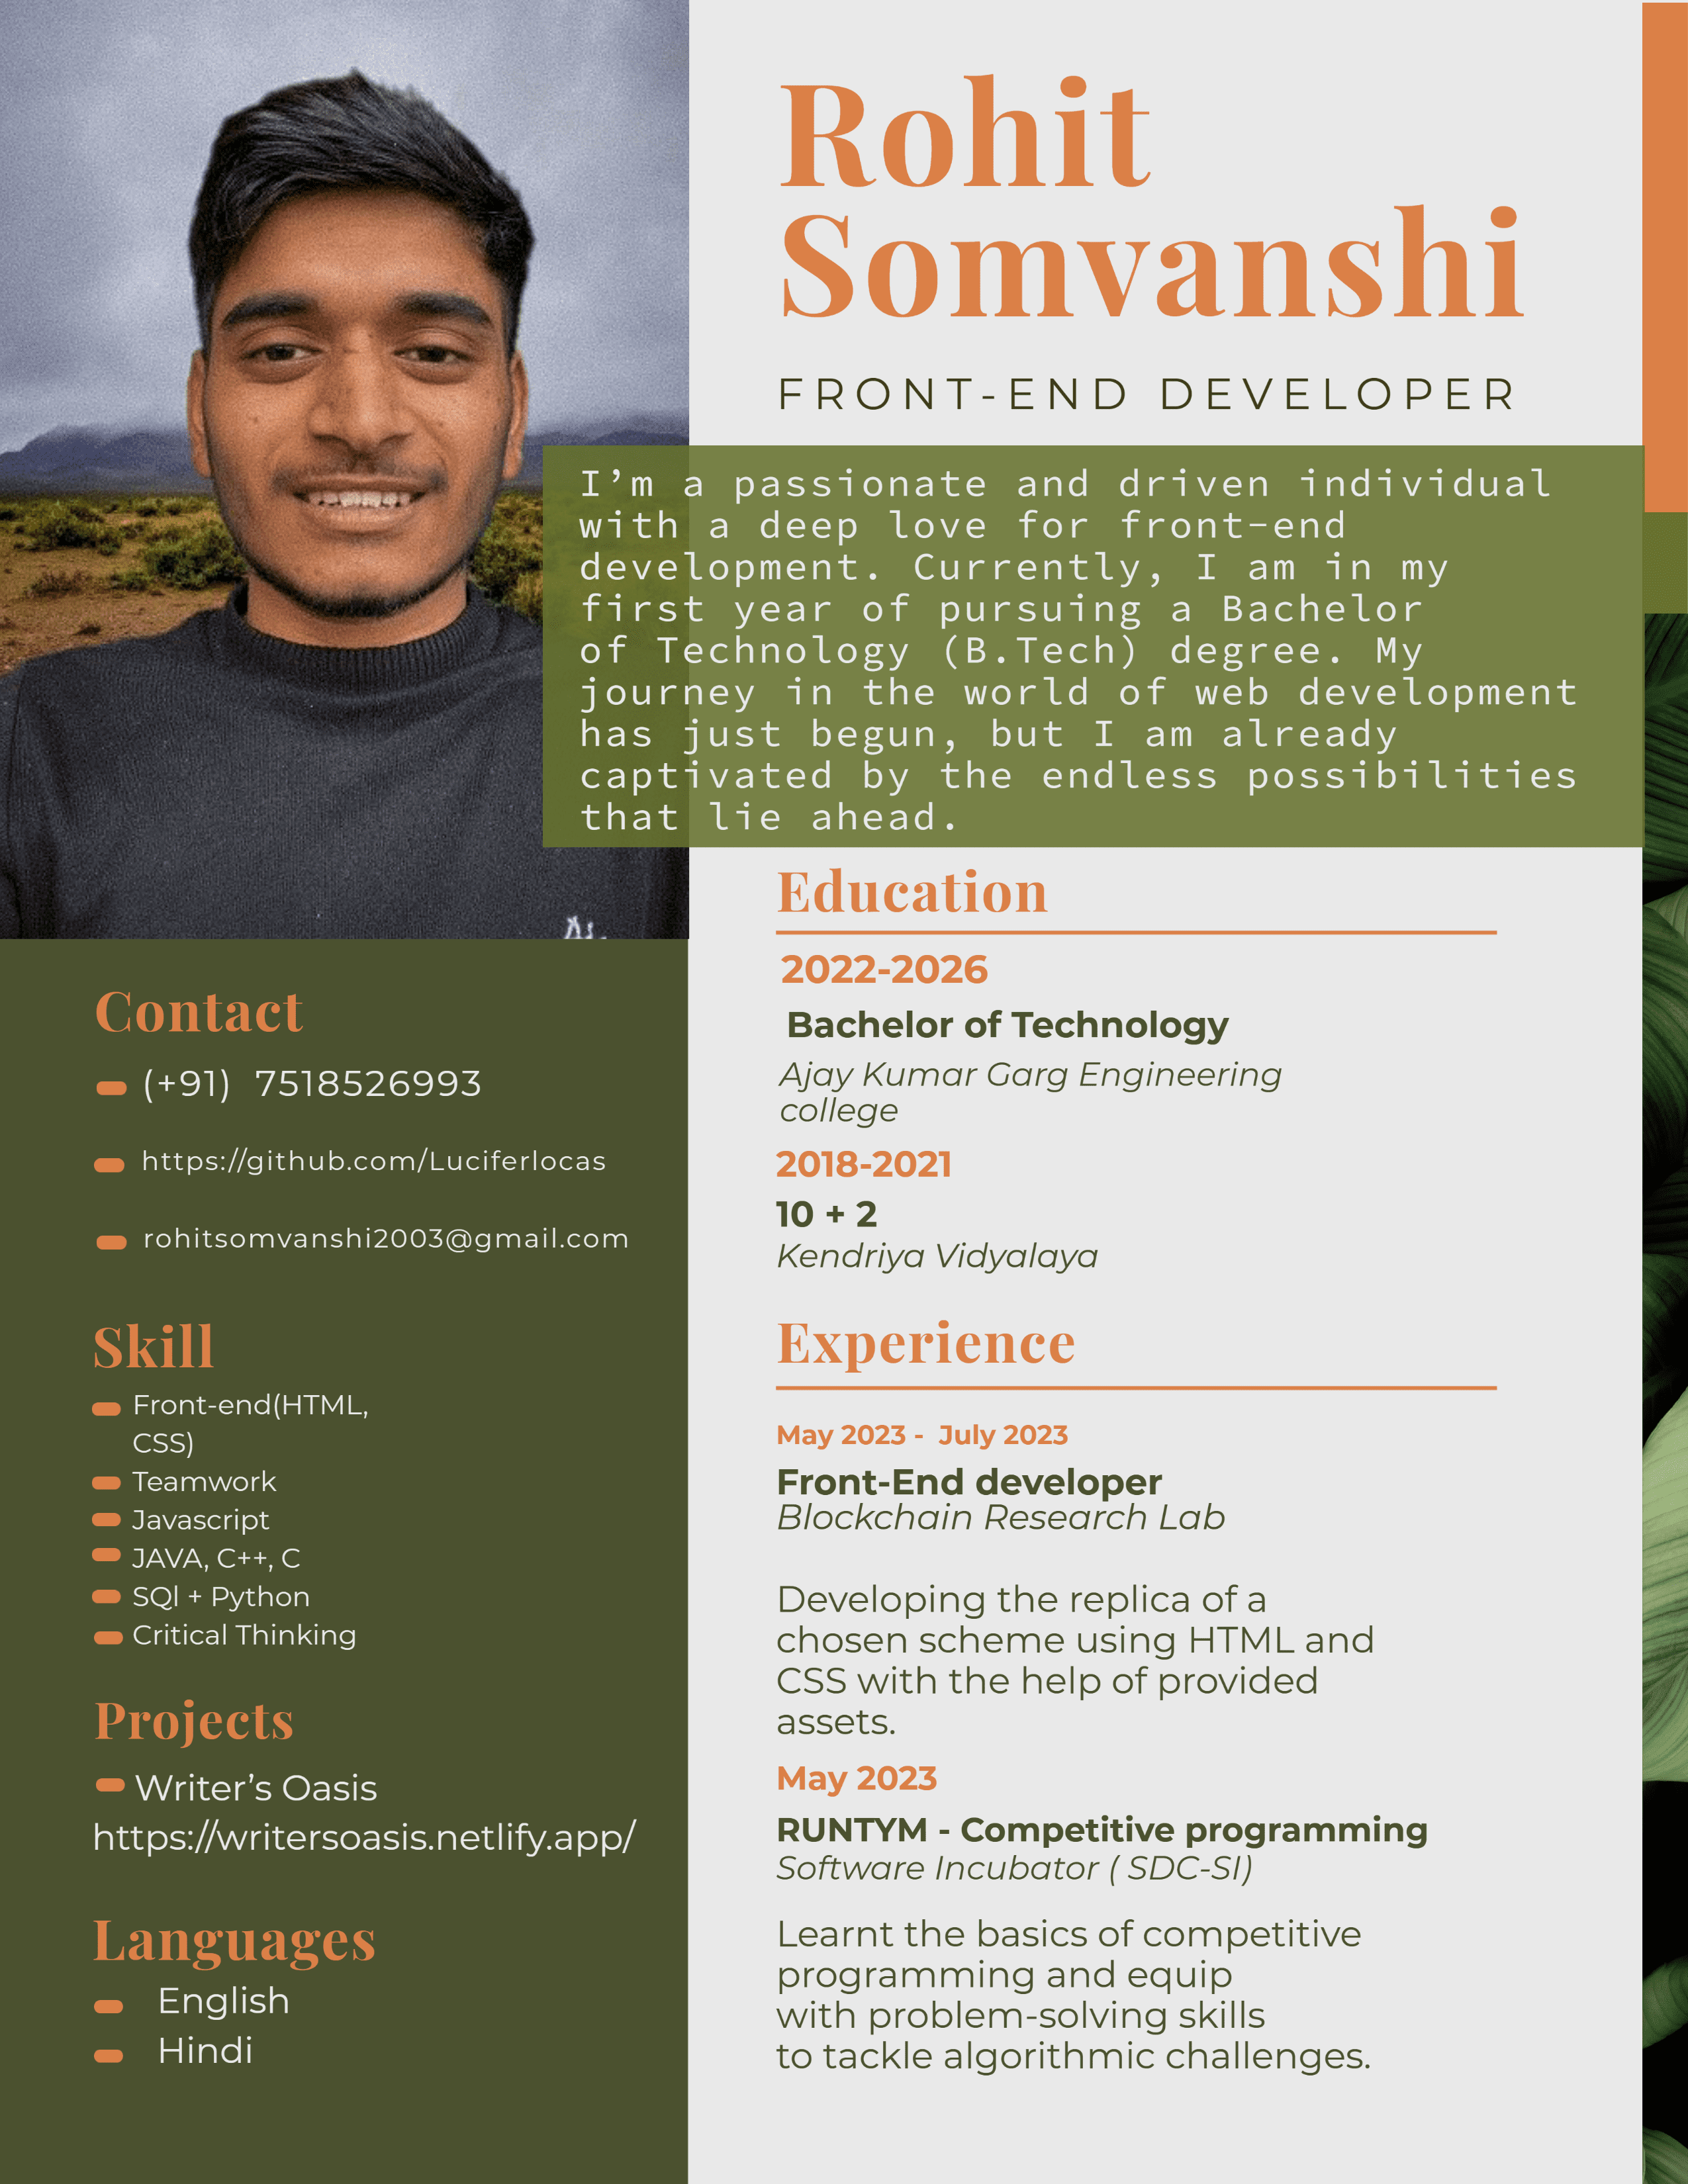 Rohit
Somvanshi
FRONT-END DEVELOPER
I’m a passionate and driven individual
with a deep love for front-end
development. Currently, I am in my
first year of pursuing a Bachelor
of Technology (B.Tech) degree. My
journey in the world of web development
has just begun, but I am already
captivated by the endless possibilities
that lie ahead.
Contact
(+91) 7518526993
https://github.com/Luciferlocas
rohitsomvanshi2003@gmail.com
Skill
Front-end(HTML,
CSS)
Teamwork
Javascript
JAVA, C++, C
SQl + Python
Critical Thinking
Projects
Writer’s Oasis
https://writersoasis.netlify.app/
Languages
English
Hindi
Education
2022-2026
Bachelor of Technology
Ajay Kumar Garg Engineering
college
2018-2021
10 + 2
Kendriya Vidyalaya
Experience
May 2023 - July 2023
Front-End developer
Blockchain Research Lab
Developing the replica of a
chosen scheme using HTML and
CSS with the help of provided
assets.
May 2023
RUNTYM - Competitive programming
Software Incubator ( SDC-SI)
Learnt the basics of competitive
programming and equip
with problem-solving skills
to tackle algorithmic challenges.